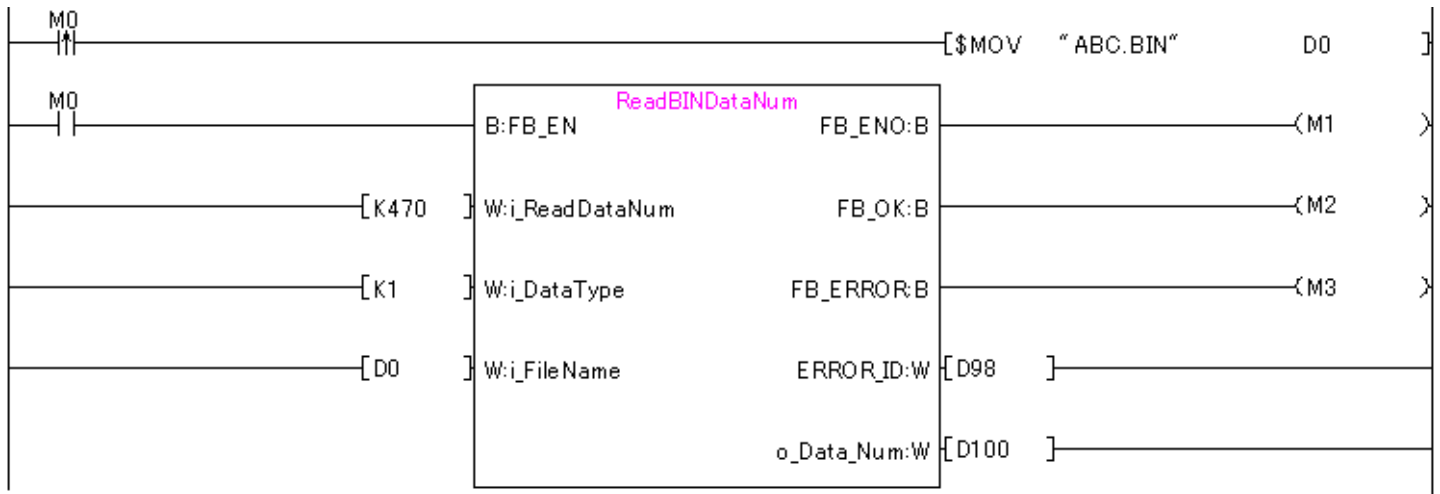 M0
[$MOV "ABC.BIN" D0 ]
M0
ReadBINDataNum
B:FB_EN FB_ENO:B (M1 )
[K470 ] W:i_ReadDataNum FB_OK:B (M2 )
[K1 ] W:i_DataType FB_ERROR:B (M3 )
[D0 ] W:i_FileName ERROR_ID:W [D98 ]
o_Data_Num:W [D100 ]